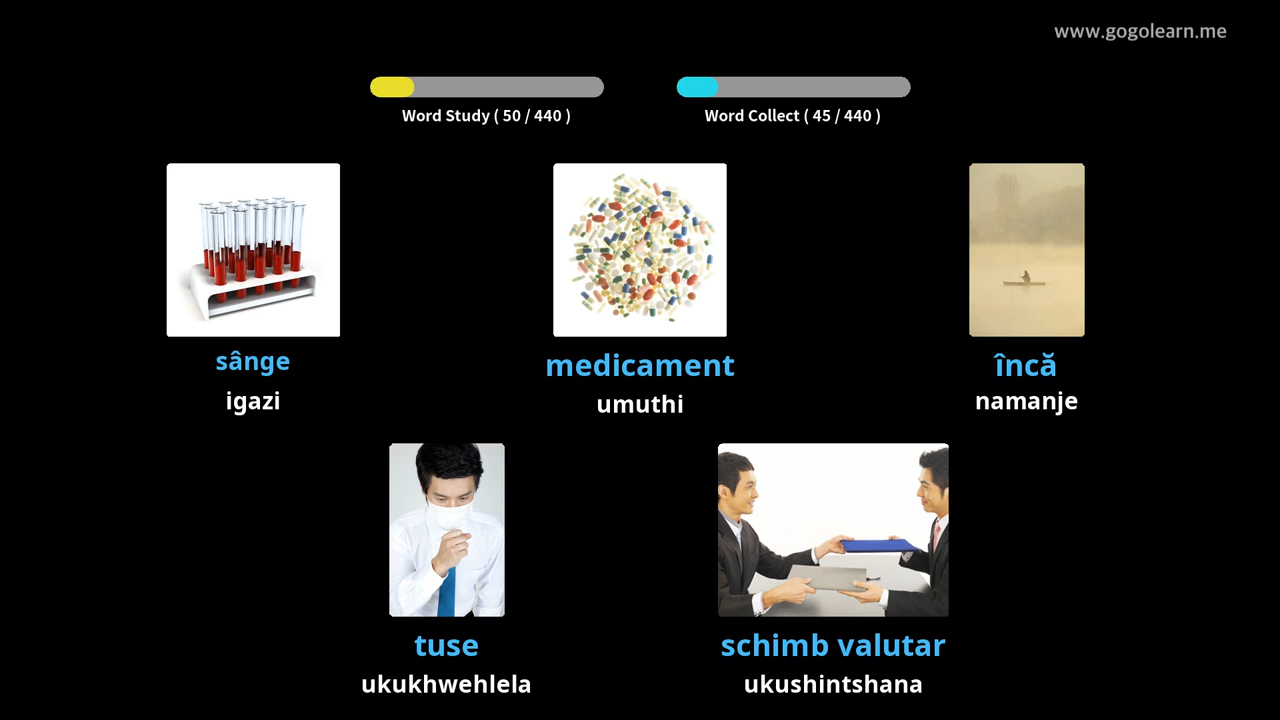 www.gogolearn.me
Word Study ( 50 / 440 )
Word Collect ( 45 / 440 )
sânge
igazi
medicament
umuthi
încă
namanje
tuse
ukukhwehlela
schimb valutar
ukushintshana